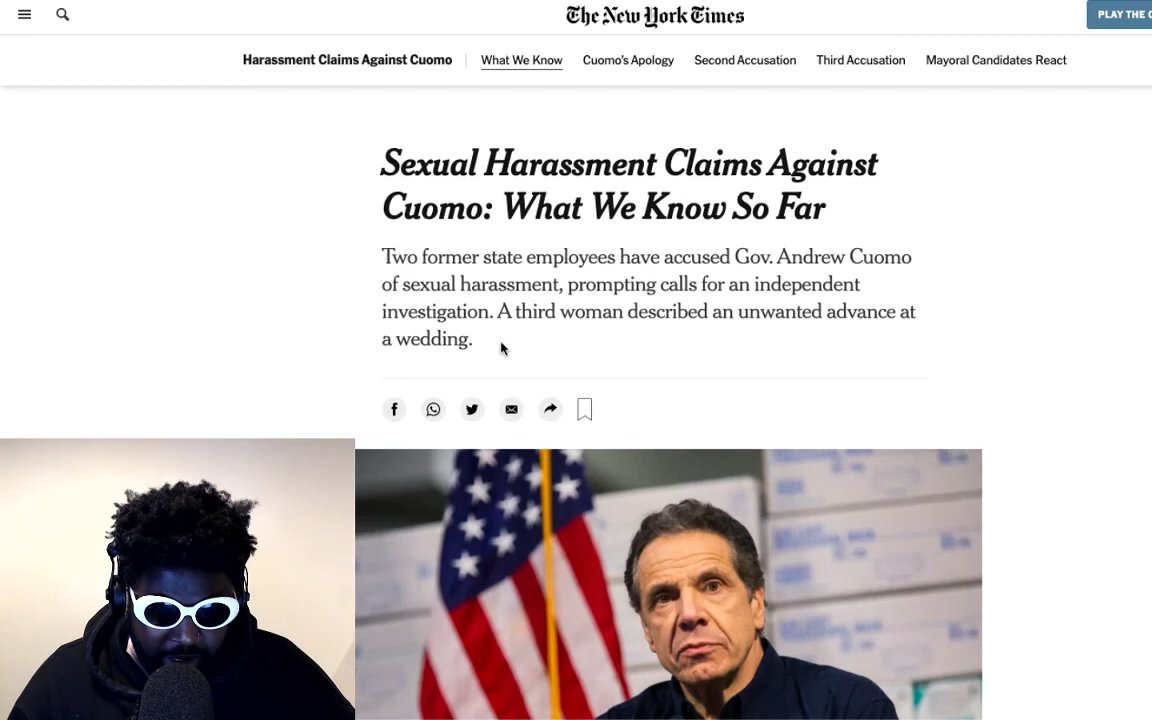 The New York Times
PLAY THE
Harassment Claims Against Cuomo
What We Know
Cuomo's Apology
Second Accusation
Third Accusation
Mayoral Candidates React
Sexual Harassment Claims Against
Cuomo: What We Know So Far
Two former state employees have accused Gov. Andrew Cuomo
of sexual harassment, prompting calls for an independent
investigation. A third woman described an unwanted advance at
a wedding.